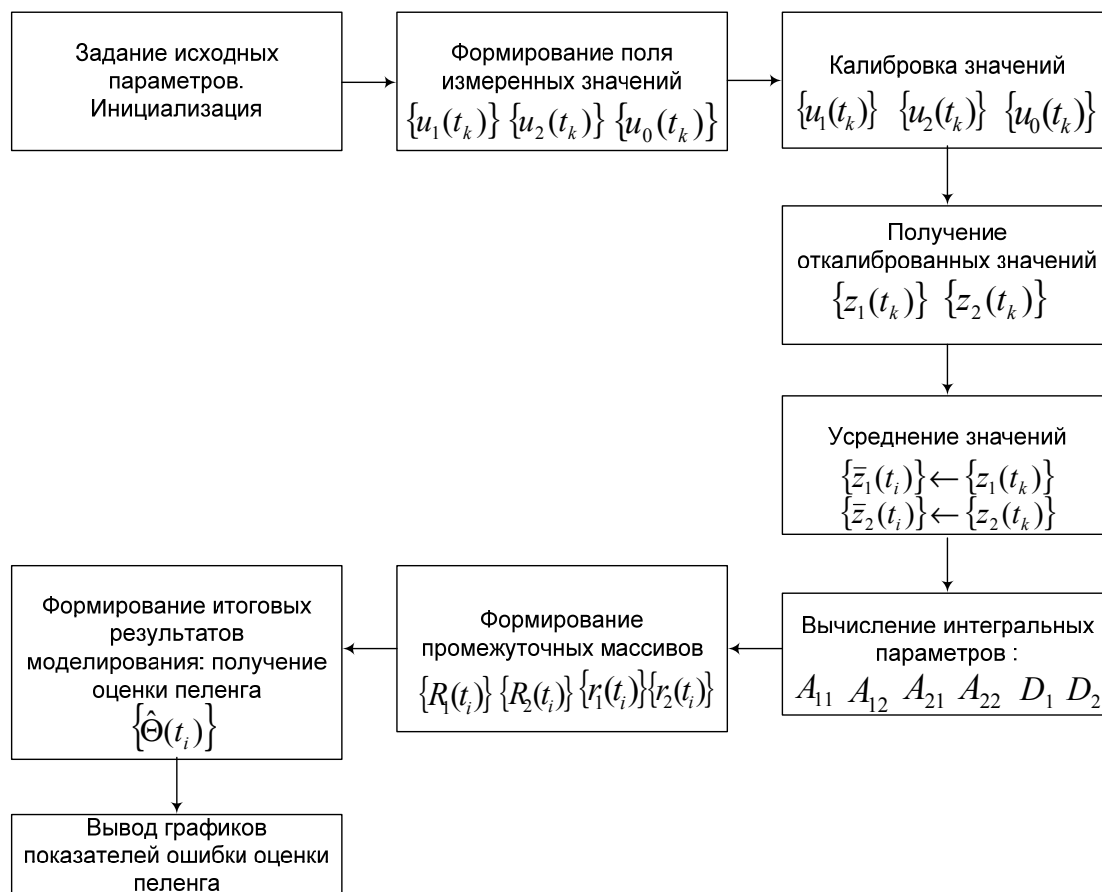 Задание исходных
параметров.
Инициализация
Формирование поля
измеренных значений
{u₁(tₖ)} {u₂(tₖ)} {u₀(tₖ)}
Калибровка значений
{u₁(tₖ)} {u₂(tₖ)} {u₀(tₖ)}
Получение
откалиброванных значений
{z₁(tₖ)} {z₂(tₖ)}
Усреднение значений
{z̅₁(tᵢ)} ← {z₁(tₖ)}
{z̅₂(tᵢ)} ← {z₂(tₖ)}
Вычисление интегральных
параметров :
A₁₁ A₁₂ A₂₁ A₂₂ D₁ D₂
Формирование
промежуточных массивов
{R₁(tᵢ)} {R₂(tᵢ)} {r₁(tᵢ)} {r₂(tᵢ)}
Формирование итоговых
результатов
моделирования: получение
оценки пеленга
{Θ̂(tᵢ)}
Вывод графиков
показателей ошибки оценки
пеленга